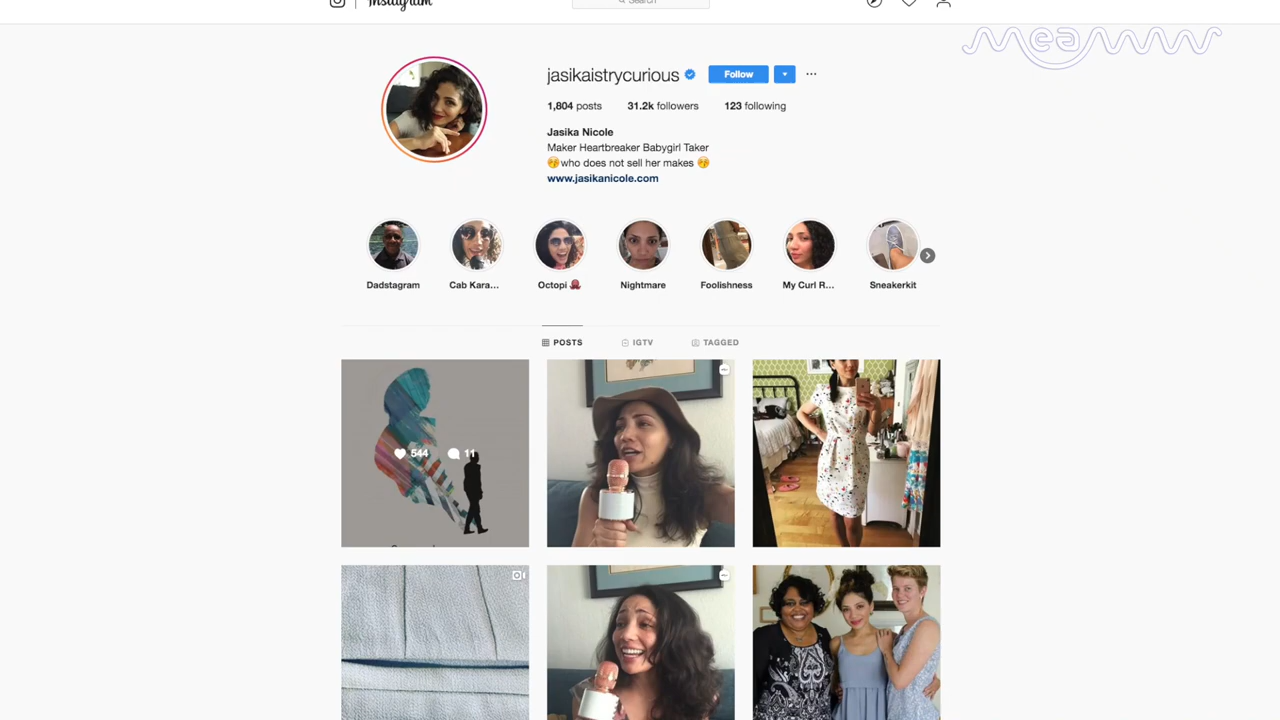 Instagram
Search
MEAWW
jasikaistrycurious
Follow
1,804 posts 31.2k followers 123 following
Jasika Nicole
Maker Heartbreaker Babygirl Taker
🤭who does not sell her makes 🤭
www.jasikanicole.com
Dadstagram Cab Kara... Octopi 🐙 Nightmare Foolishness My Curl R... Sneakerkit
POSTS IGTV TAGGED
544 11